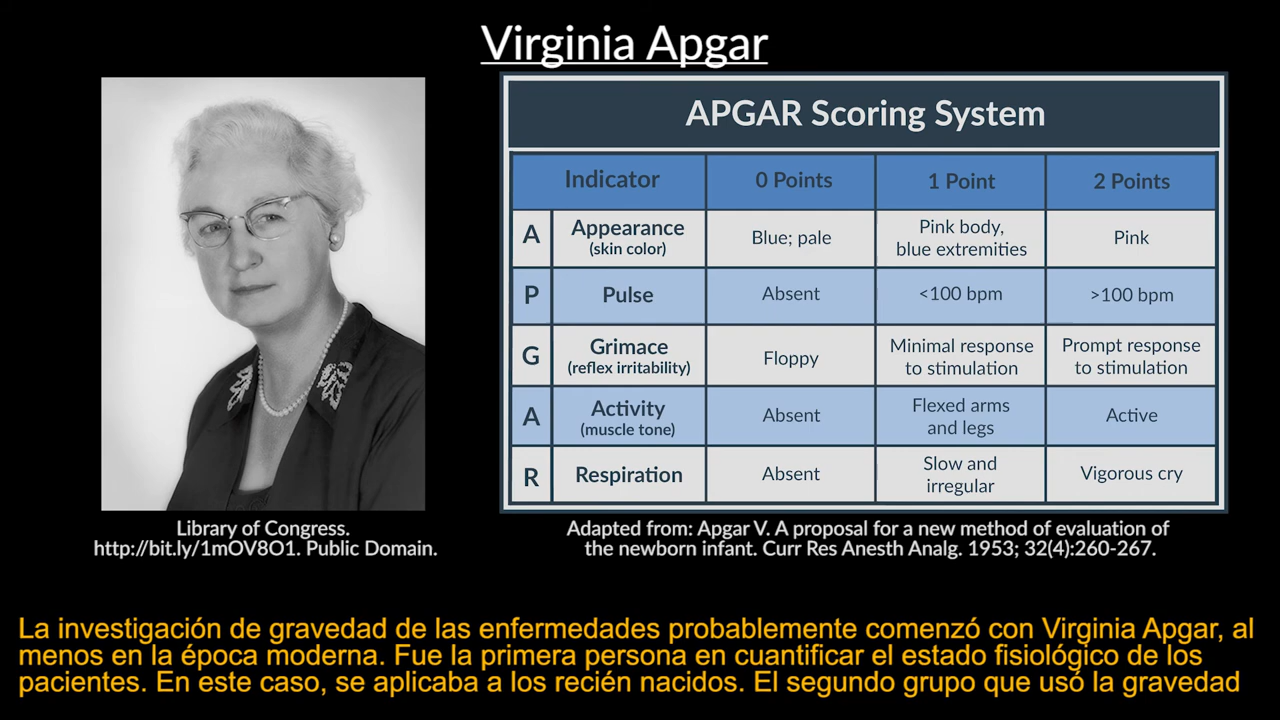 Virginia Apgar
APGAR Scoring System
Indicator 0 Points 1 Point 2 Points
A Appearance (skin color) Blue; pale Pink body, blue extremities Pink
P Pulse Absent <100 bpm >100 bpm
G Grimace (reflex irritability) Floppy Minimal response to stimulation Prompt response to stimulation
A Activity (muscle tone) Absent Flexed arms and legs Active
R Respiration Absent Slow and irregular Vigorous cry
Library of Congress.
http://bit.ly/1mOV8O1. Public Domain.
Adapted from: Apgar V. A proposal for a new method of evaluation of
the newborn infant. Curr Res Anesth Analg. 1953; 32(4):260-267.
La investigación de gravedad de las enfermedades probablemente comenzó con Virginia Apgar, al
menos en la época moderna. Fue la primera persona en cuantificar el estado fisiológico de los
pacientes. En este caso, se aplicaba a los recién nacidos. El segundo grupo que usó la gravedad